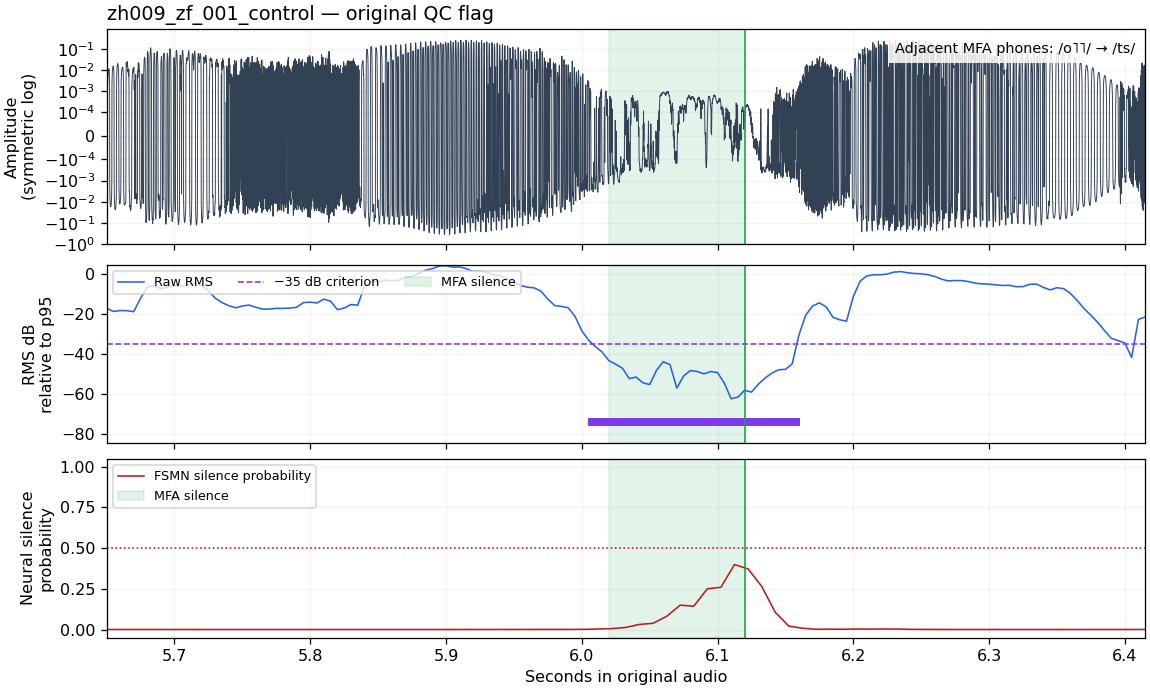 zh009_zf_001_control — original QC flag
Adjacent MFA phones: /o˥˥/ → /ts/
Amplitude
(symmetric log)
10⁻¹
10⁻²
10⁻³
10⁻⁴
0
−10⁻⁴
−10⁻³
−10⁻²
−10⁻¹
−10⁰
Raw RMS
−35 dB criterion
MFA silence
RMS dB
relative to p95
0
−20
−40
−60
−80
FSMN silence probability
MFA silence
Neural silence
probability
1.00
0.75
0.50
0.25
0.00
5.7 5.8 5.9 6.0 6.1 6.2 6.3 6.4
Seconds in original audio